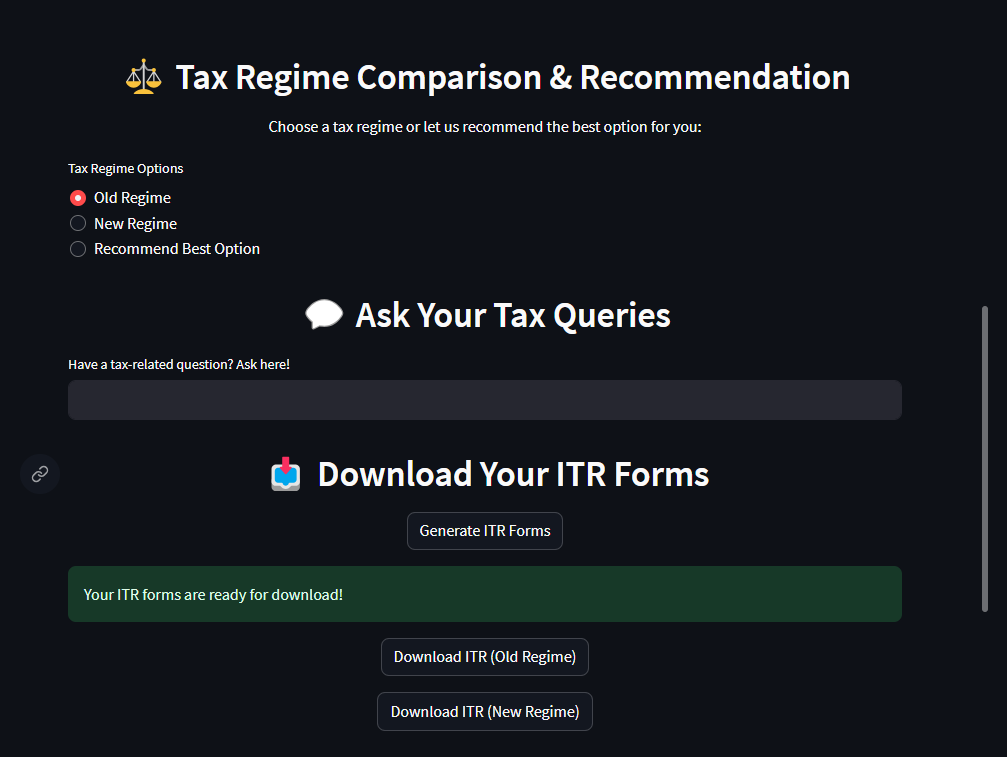 Tax Regime Comparison & Recommendation
Choose a tax regime or let us recommend the best option for you:
Tax Regime Options
Old Regime
New Regime
Recommend Best Option
Ask Your Tax Queries
Have a tax-related question? Ask here!
Download Your ITR Forms
Generate ITR Forms
Your ITR forms are ready for download!
Download ITR (Old Regime)
Download ITR (New Regime)